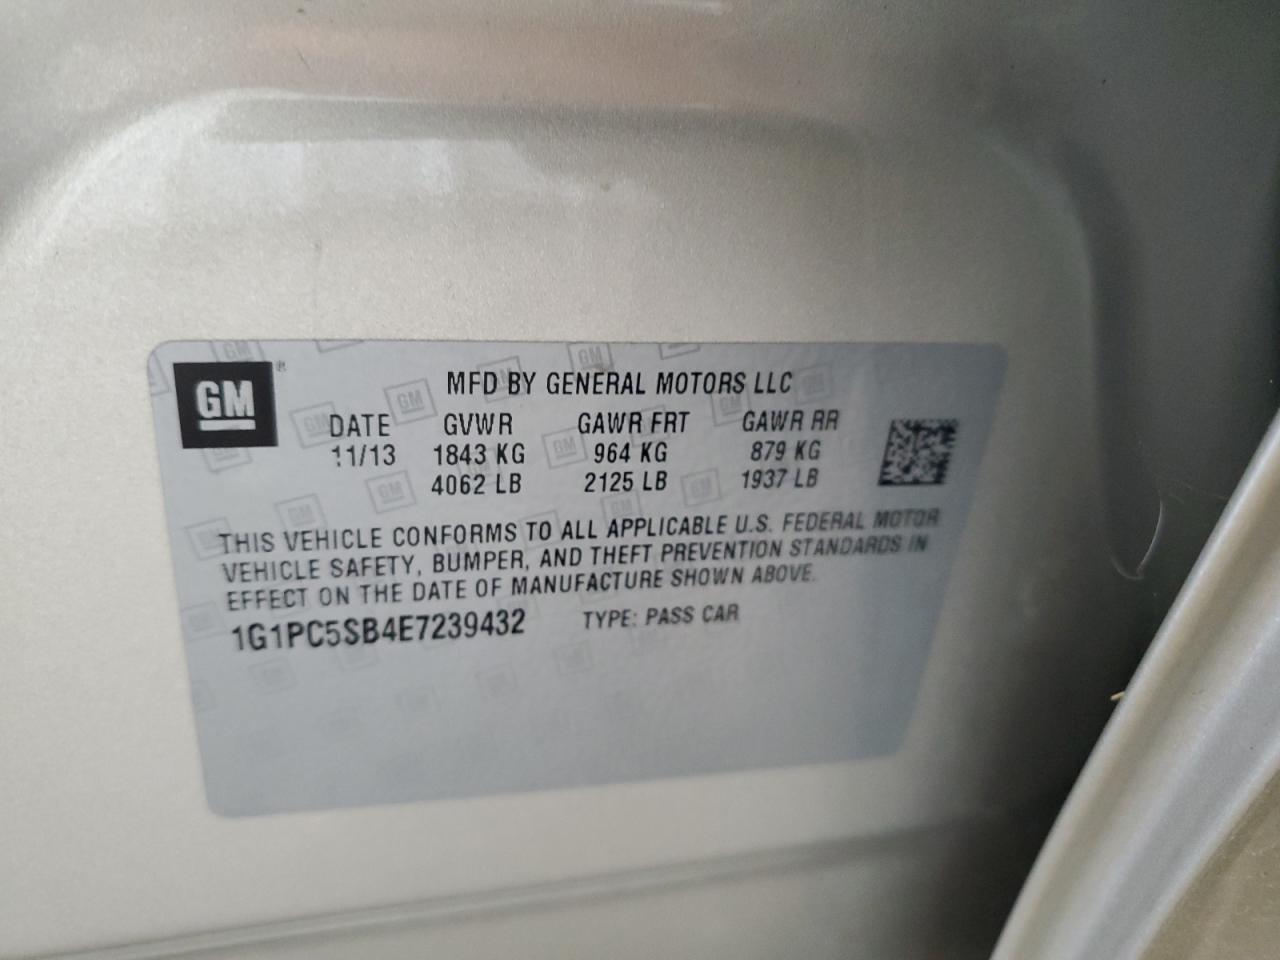 GM ®
MFD BY GENERAL MOTORS LLC
DATE GVWR GAWR FRT GAWR RR
11/13 1843 KG 964 KG 879 KG
4062 LB 2125 LB 1937 LB
THIS VEHICLE CONFORMS TO ALL APPLICABLE U.S. FEDERAL MOTOR
VEHICLE SAFETY, BUMPER, AND THEFT PREVENTION STANDARDS IN
EFFECT ON THE DATE OF MANUFACTURE SHOWN ABOVE.
1G1PC5SB4E7239432 TYPE: PASS CAR